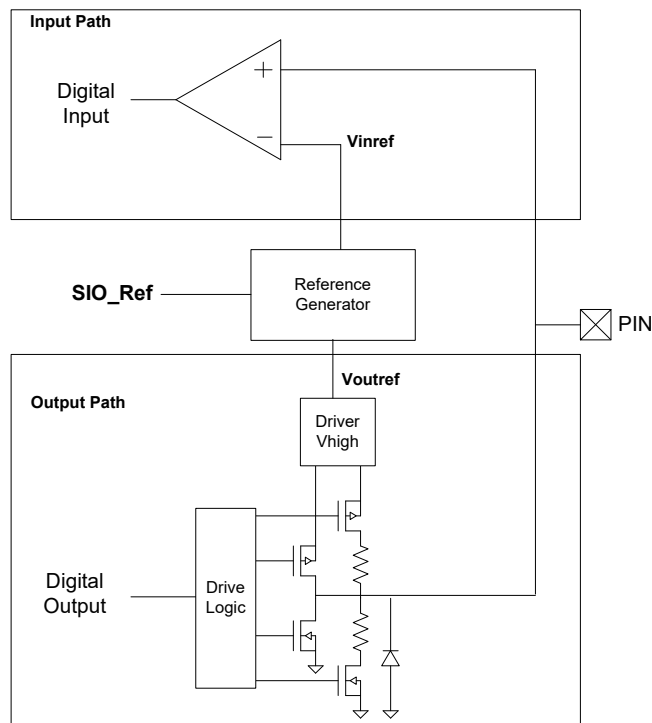 Input Path
+
Digital
Input
−
Vinref
Reference
Generator
SIO_Ref
PIN
Voutref
Output Path
Driver
Vhigh
Digital
Output
Drive
Logic